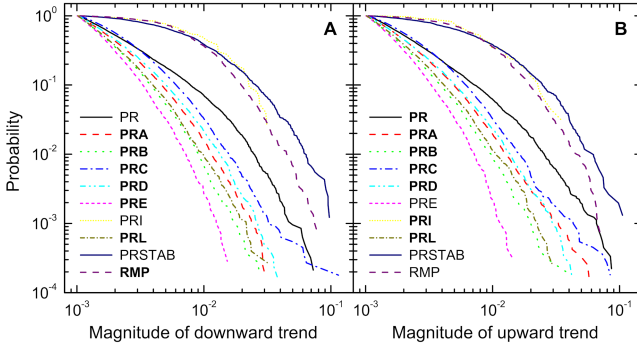 A
B
Probability
10^0
10^-1
10^-2
10^-3
10^-4
PR
PRA
PRB
PRC
PRD
PRE
PRI
PRL
PRSTAB
RMP
PR
PRA
PRB
PRC
PRD
PRE
PRI
PRL
PRSTAB
RMP
10^-3
10^-2
10^-1
10^-3
10^-2
10^-1
Magnitude of downward trend
Magnitude of upward trend